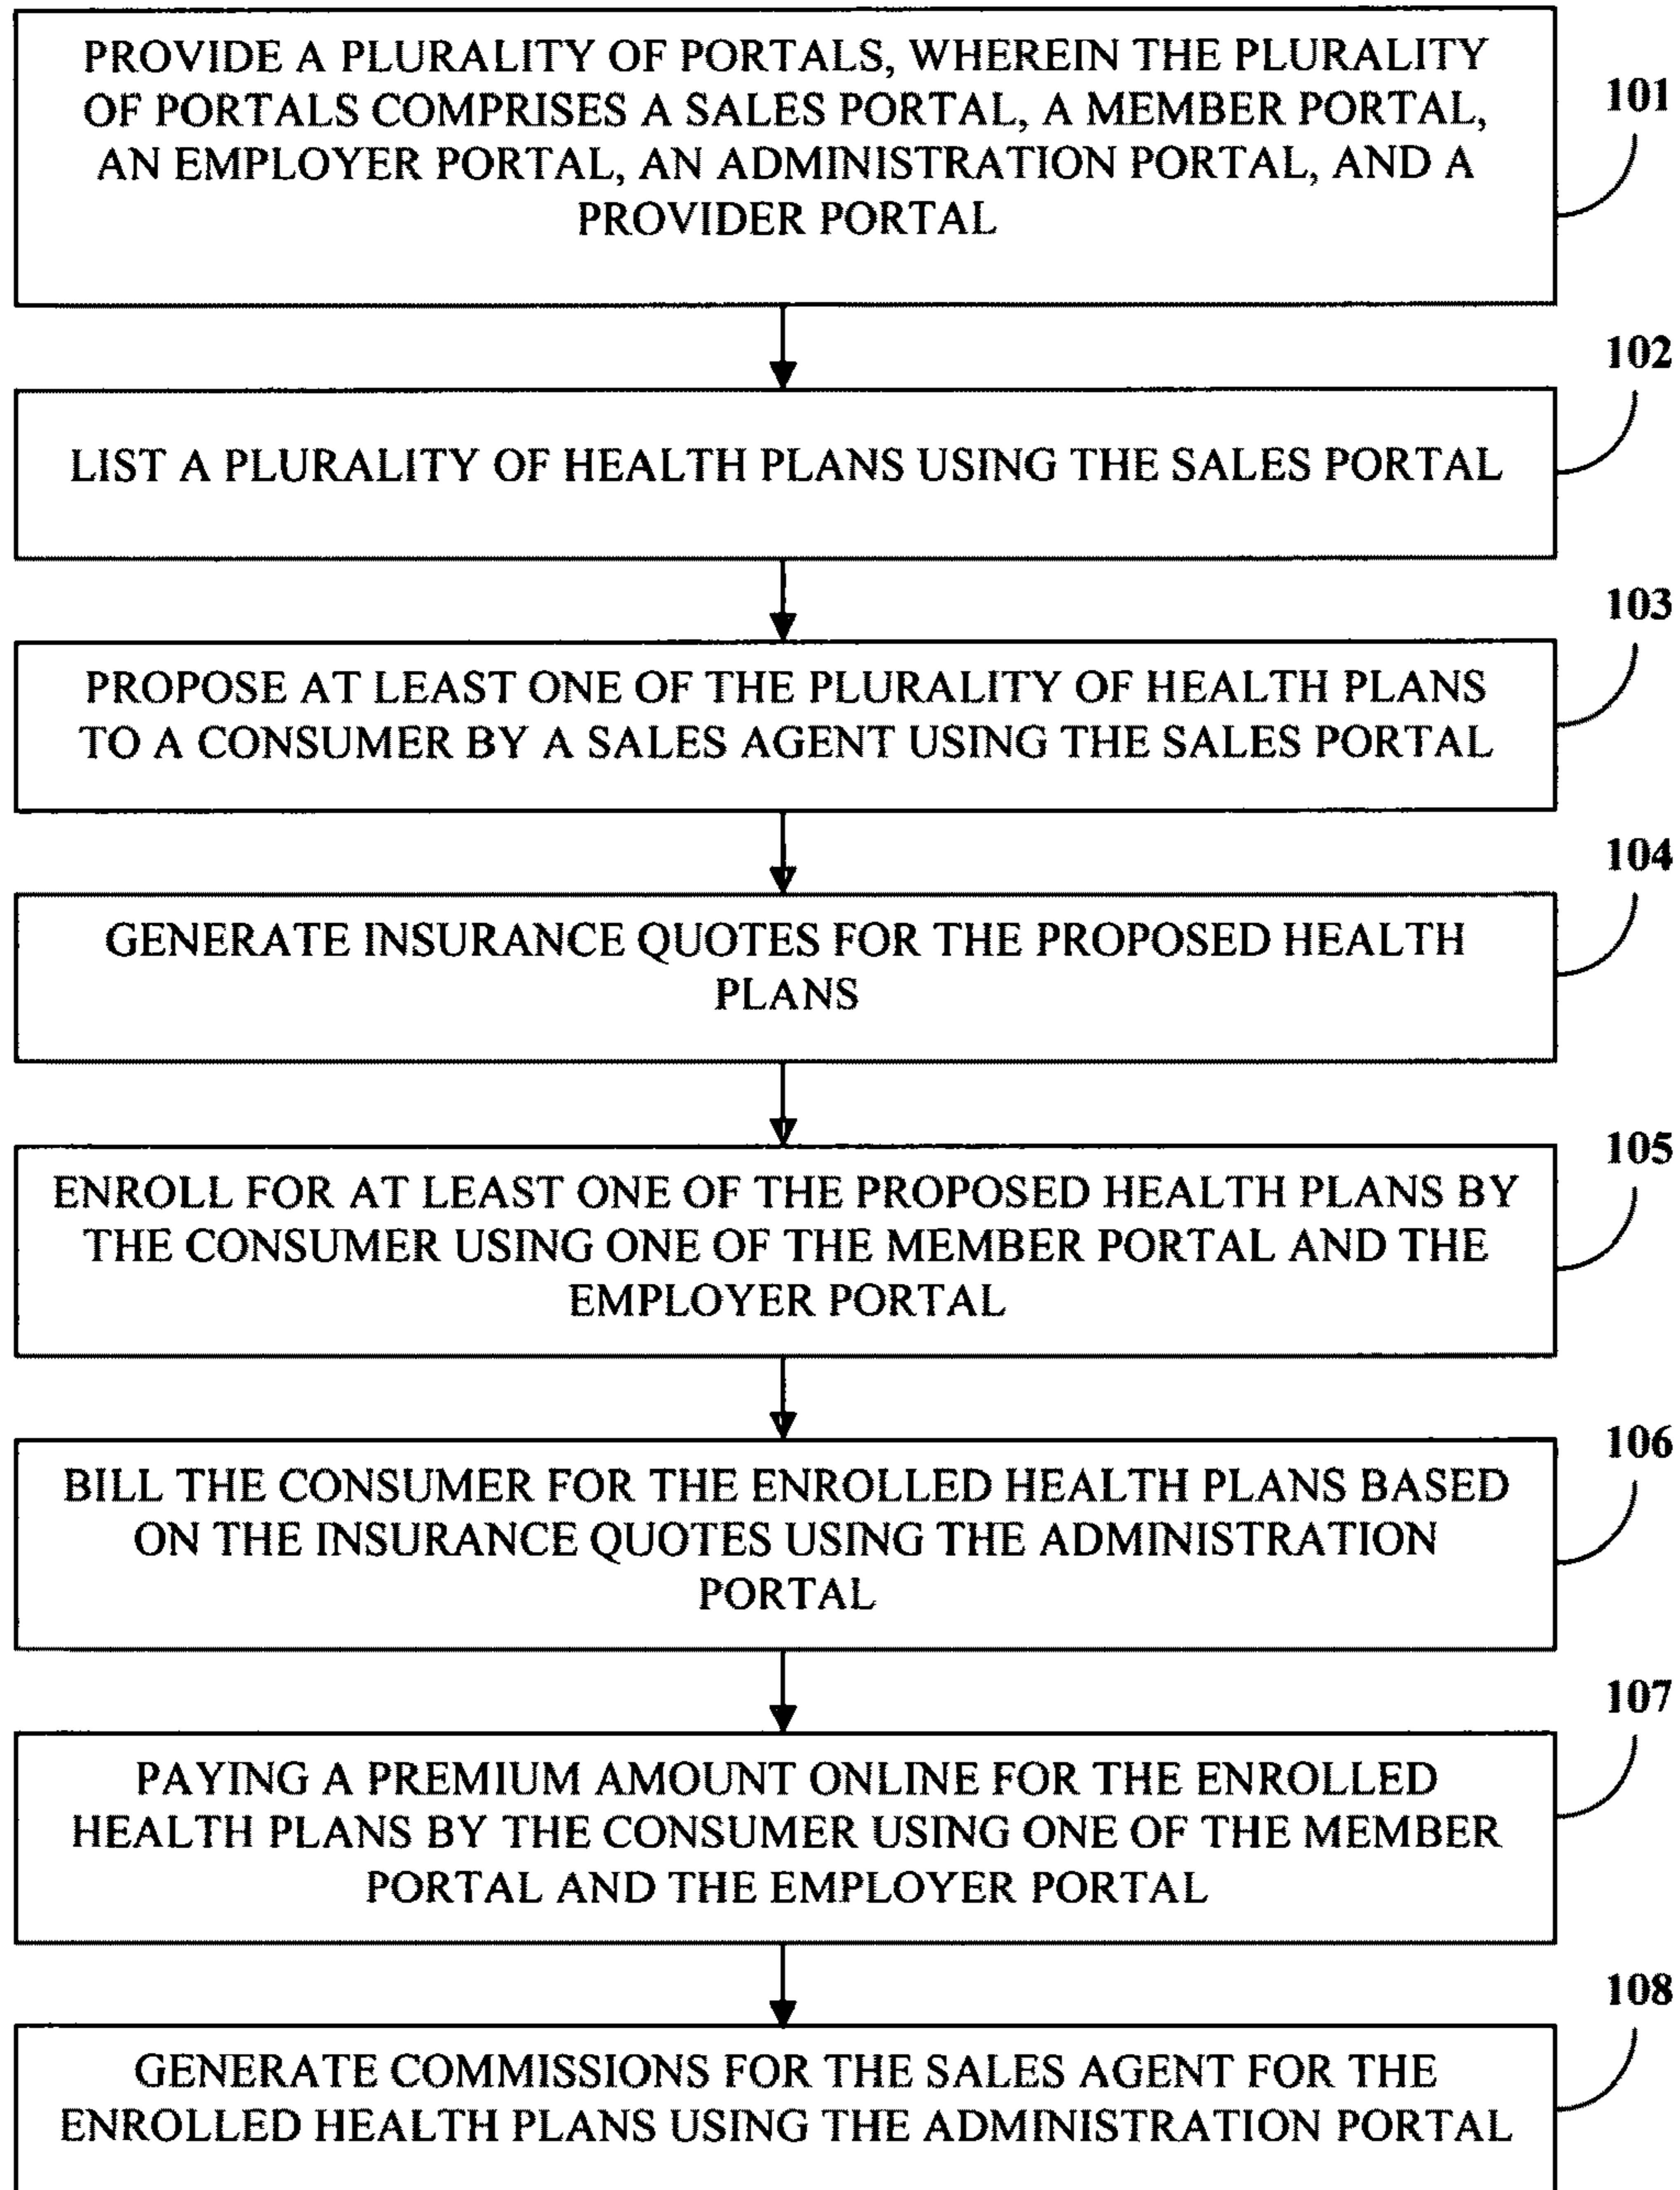 PROVIDE A PLURALITY OF PORTALS, WHEREIN THE PLURALITY
OF PORTALS COMPRISES A SALES PORTAL, A MEMBER PORTAL,
AN EMPLOYER PORTAL, AN ADMINISTRATION PORTAL, AND A
PROVIDER PORTAL
101
LIST A PLURALITY OF HEALTH PLANS USING THE SALES PORTAL
102
PROPOSE AT LEAST ONE OF THE PLURALITY OF HEALTH PLANS
TO A CONSUMER BY A SALES AGENT USING THE SALES PORTAL
103
GENERATE INSURANCE QUOTES FOR THE PROPOSED HEALTH
PLANS
104
ENROLL FOR AT LEAST ONE OF THE PROPOSED HEALTH PLANS BY
THE CONSUMER USING ONE OF THE MEMBER PORTAL AND THE
EMPLOYER PORTAL
105
BILL THE CONSUMER FOR THE ENROLLED HEALTH PLANS BASED
ON THE INSURANCE QUOTES USING THE ADMINISTRATION
PORTAL
106
PAYING A PREMIUM AMOUNT ONLINE FOR THE ENROLLED
HEALTH PLANS BY THE CONSUMER USING ONE OF THE MEMBER
PORTAL AND THE EMPLOYER PORTAL
107
GENERATE COMMISSIONS FOR THE SALES AGENT FOR THE
ENROLLED HEALTH PLANS USING THE ADMINISTRATION PORTAL
108